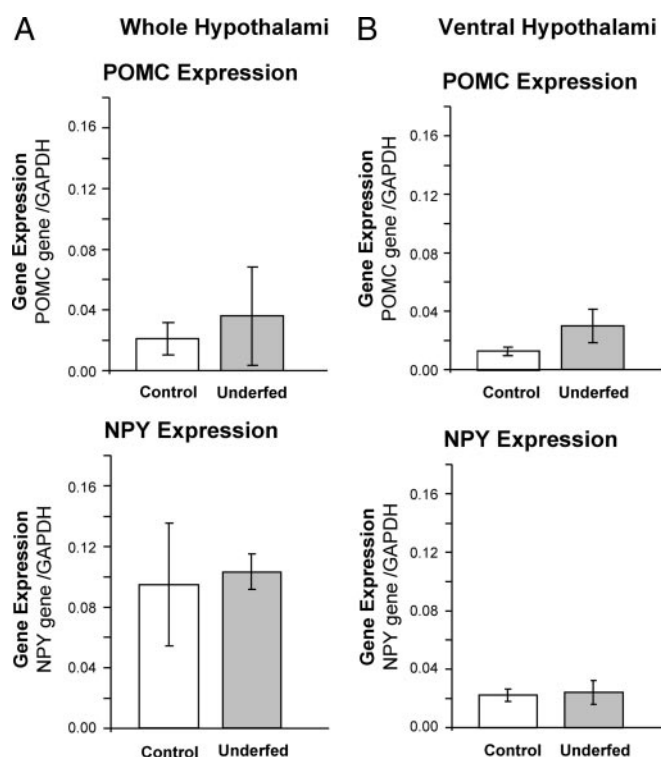 A Whole Hypothalami
POMC Expression
Gene Expression
POMC gene /GAPDH
0.16
0.12
0.08
0.04
0.00
Control Underfed
NPY Expression
Gene Expression
NPY gene /GAPDH
0.16
0.12
0.08
0.04
0.00
Control Underfed
B Ventral Hypothalami
POMC Expression
Gene Expression
POMC gene /GAPDH
0.16
0.12
0.08
0.04
0.00
Control Underfed
NPY Expression
Gene Expression
NPY gene /GAPDH
0.16
0.12
0.08
0.04
0.00
Control Underfed